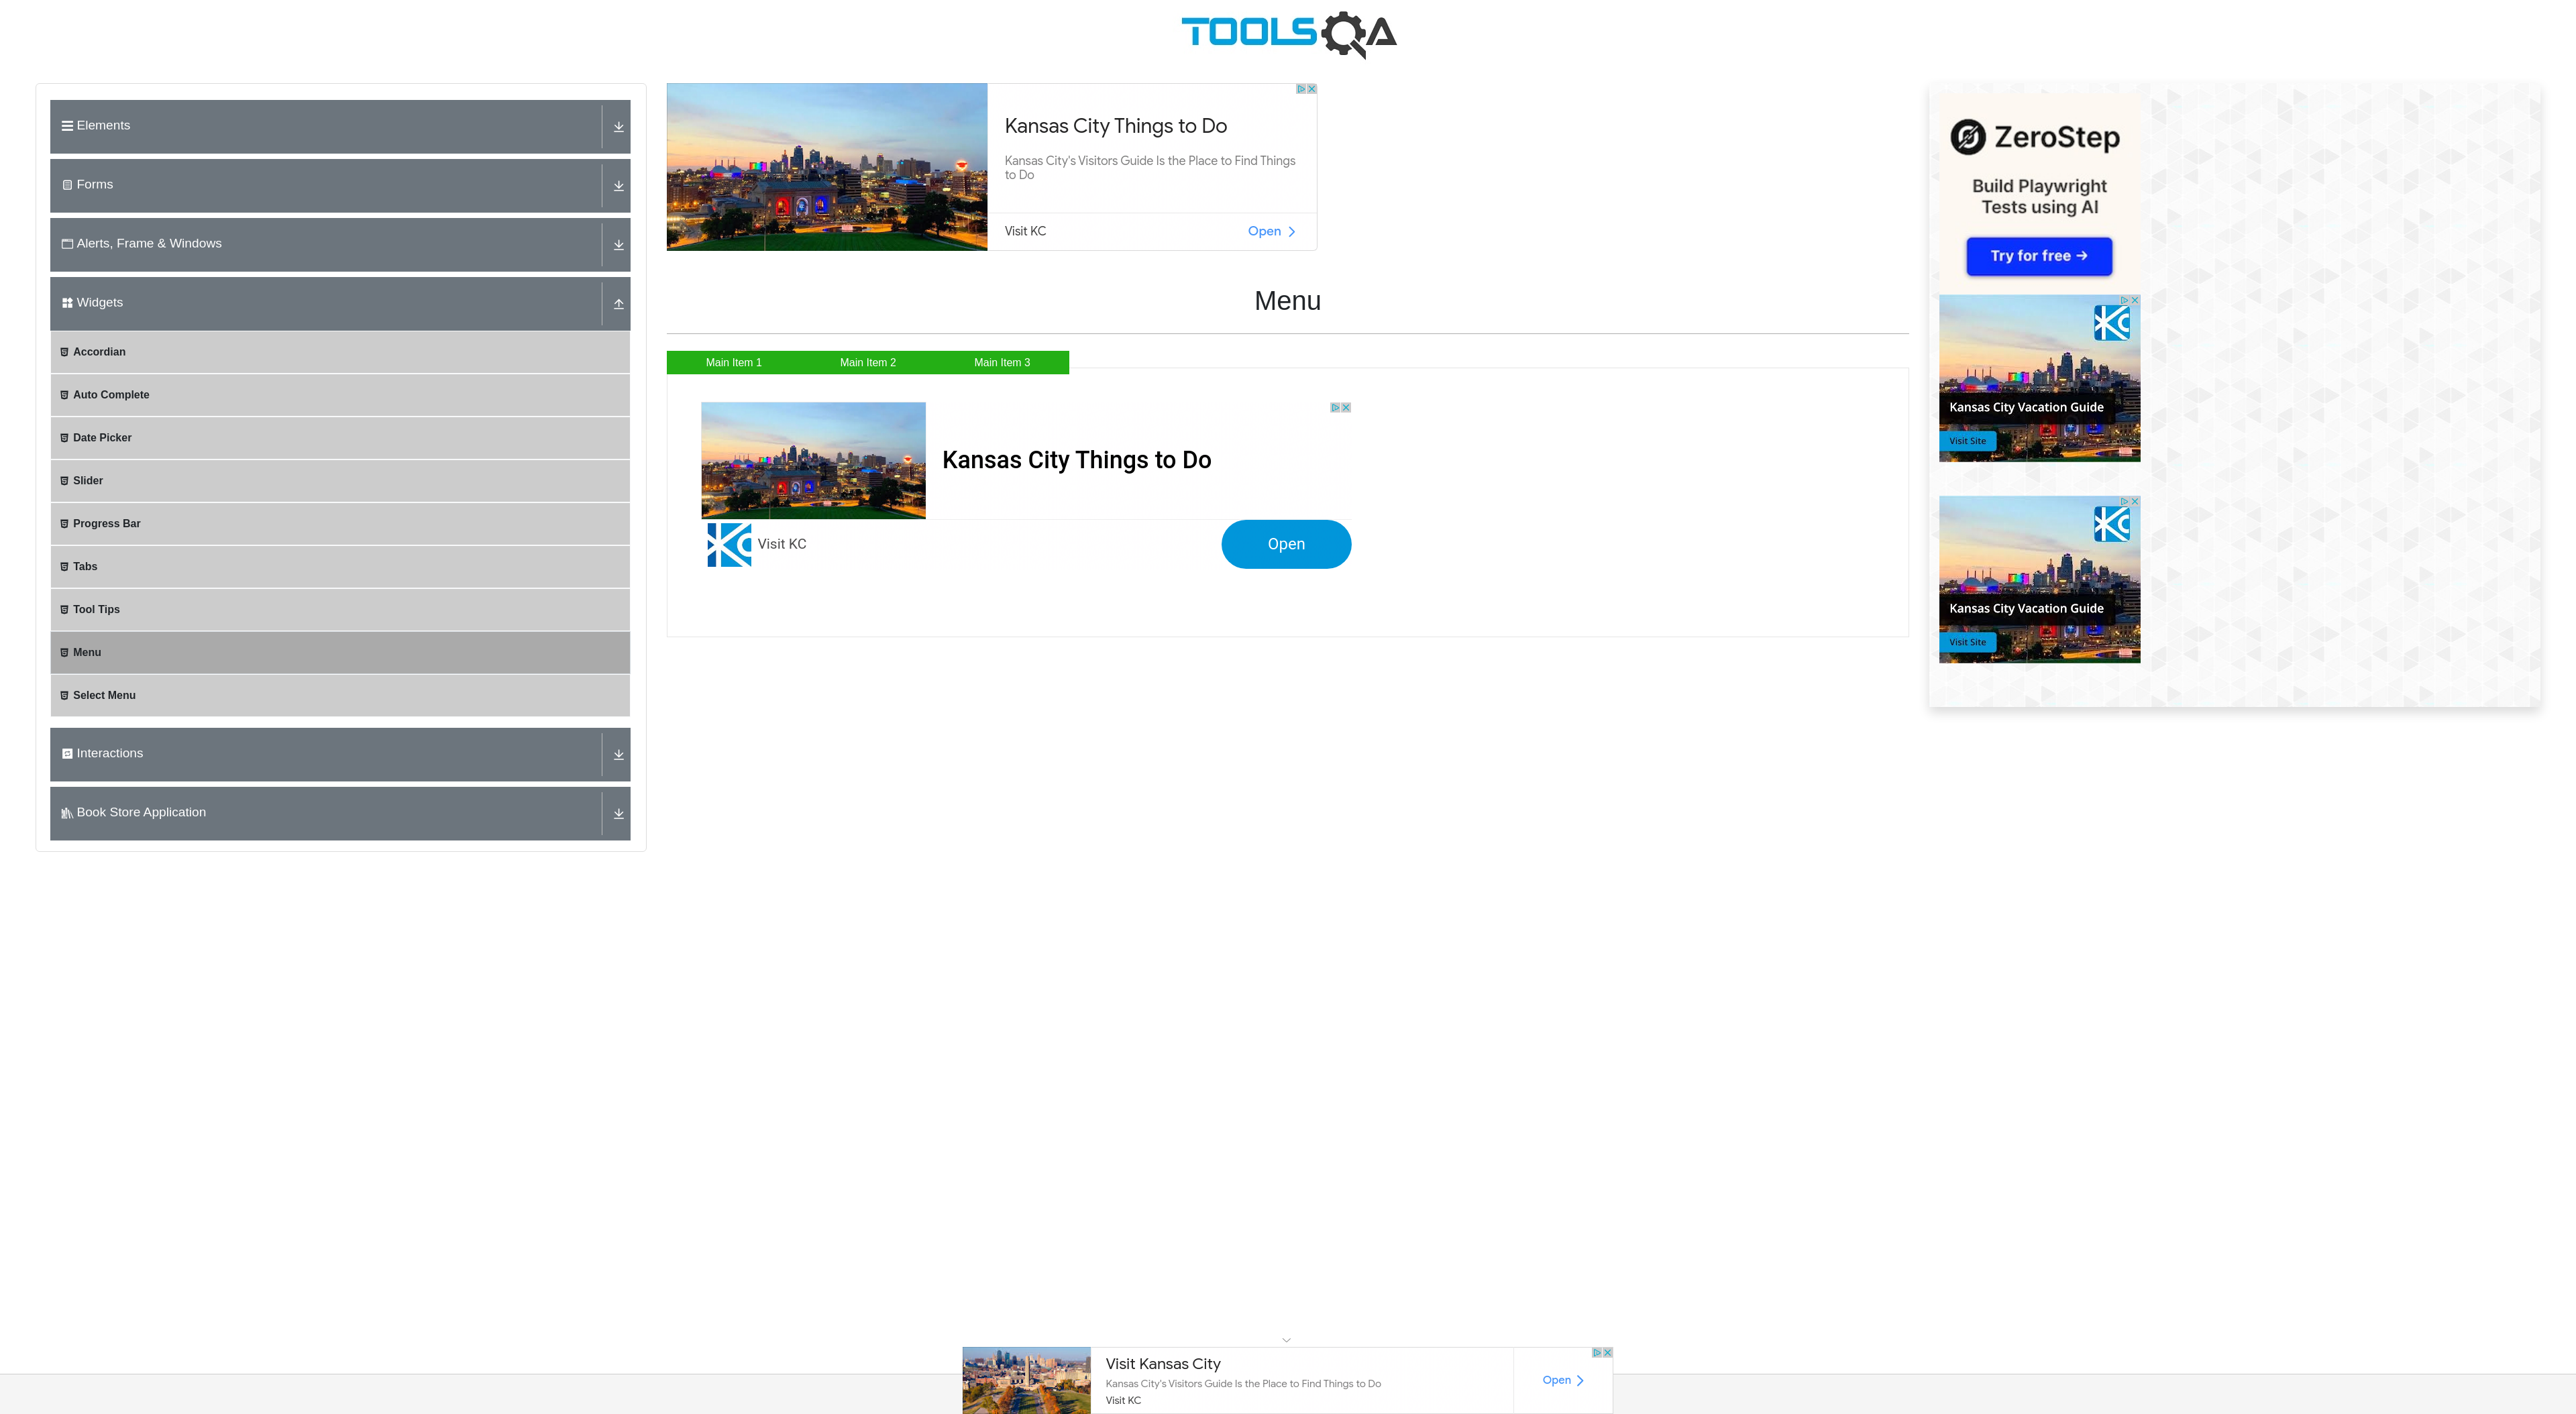 TOOLSQA
Elements
Forms
Alerts, Frame & Windows
Widgets
Accordian
Auto Complete
Date Picker
Slider
Progress Bar
Tabs
Tool Tips
Menu
Select Menu
Interactions
Book Store Application
Kansas City Things to Do
Kansas City's Visitors Guide Is the Place to Find Things
to Do
Visit KC
Open
Menu
Main Item 1 Main Item 2 Main Item 3
Kansas City Things to Do
KC
Visit KC
Open
ZeroStep
Build Playwright
Tests using AI
Try for free →
KC
Kansas City Vacation Guide
Visit Site
KC
Kansas City Vacation Guide
Visit Site
Visit Kansas City
Kansas City's Visitors Guide Is the Place to Find Things to Do
Visit KC
Open